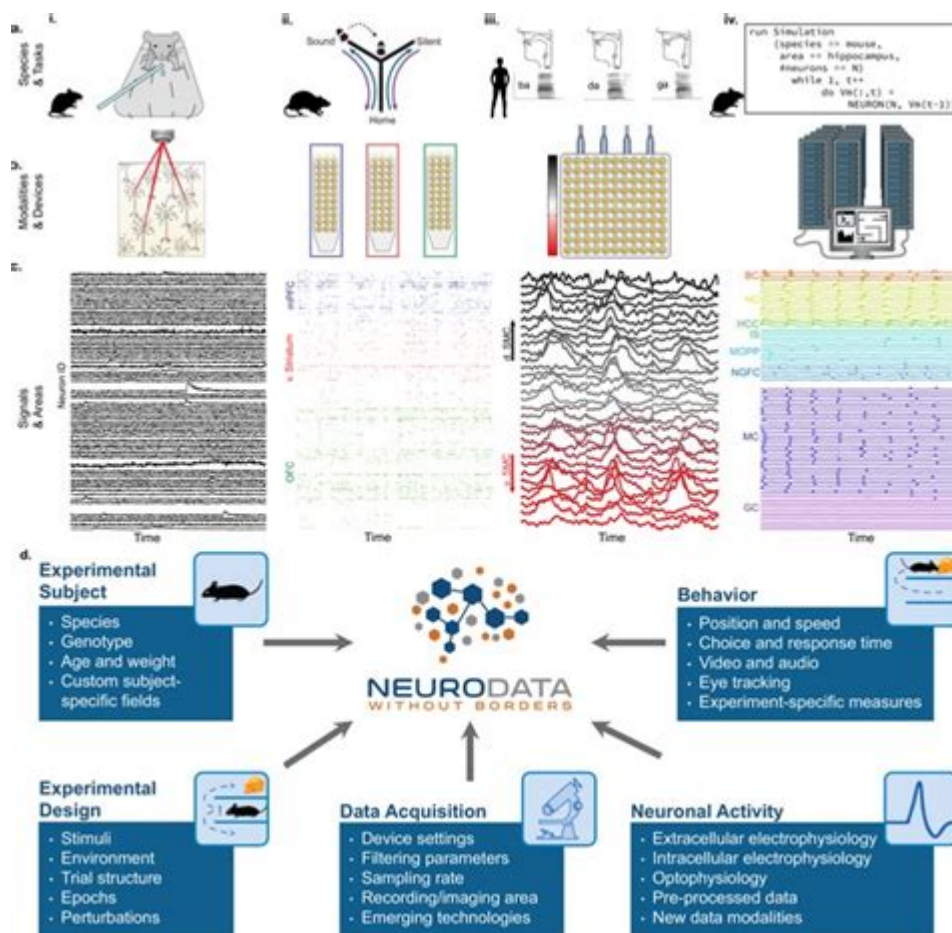 i.
ii.
iii.
iv.
a.
Species
& Tasks
Sound
Silent
Home
ba
da
ga
run Simulation
(species == mouse,
area == hippocampus,
#neurons == N)
while 1, t++
do Vm(:,t) =
NEURON(N, Vm(t-1)
Modalities
& Devices
Signals
& Areas
Neuron ID
Time
mPFC
v. Striatum
OFC
Time
d. SMC
v. SMC
Time
BC
HCC
IS
MOPP
NGFC
MC
GC
Time
d.
Experimental
Subject
· Species
· Genotype
· Age and weight
· Custom subject-
specific fields
NEURODATA
WITHOUT BORDERS
Behavior
· Position and speed
· Choice and response time
· Video and audio
· Eye tracking
· Experiment-specific measures
Experimental
Design
· Stimuli
· Environment
· Trial structure
· Epochs
· Perturbations
Data Acquisition
· Device settings
· Filtering parameters
· Sampling rate
· Recording/imaging area
· Emerging technologies
Neuronal Activity
· Extracellular electrophysiology
· Intracellular electrophysiology
· Optophysiology
· Pre-processed data
· New data modalities